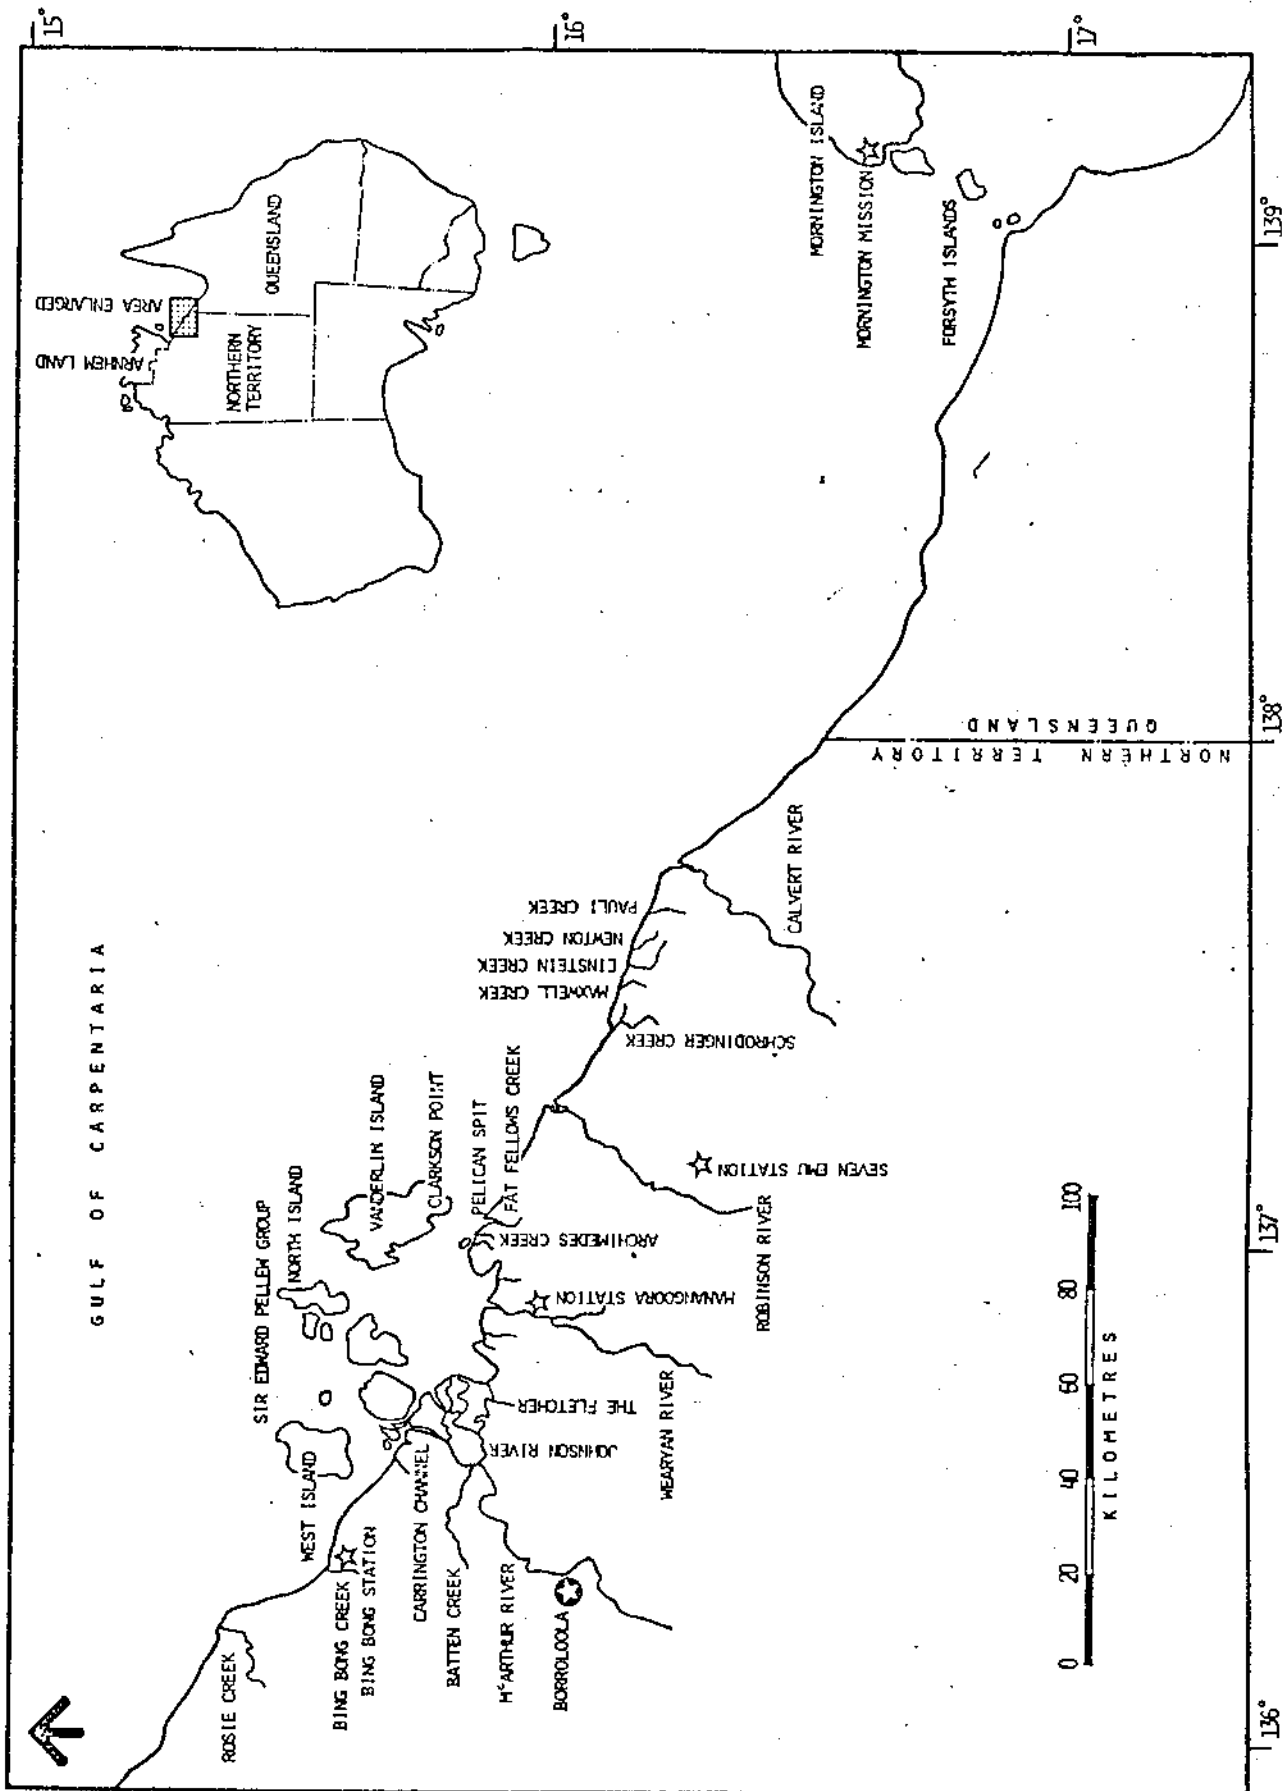 GULF OF CARPENTARIA
ARNHEM LAND
AREA ENLARGED
NORTHERN
TERRITORY
QUEENSLAND
15°
16°
17°
ROSIE CREEK
BING BONG CREEK
BING BONG STATION
WEST ISLAND
SIR EDWARD PELLEW GROUP
NORTH ISLAND
VANDERLIN ISLAND
CLARKSON POINT
PELICAN SPIT
FAT FELLOWS CREEK
CARRINGTON CHANNEL
BATTEN CREEK
McARTHUR RIVER
BORROLOOLA
JOHNSON RIVER
THE FLETCHER
WEARYAN RIVER
MANANGOORA STATION
ARCHIMEDES CREEK
ROBINSON RIVER
SEVEN EMU STATION
SCHRODINGER CREEK
MAXWELL CREEK
EINSTEIN CREEK
NEWTON CREEK
PAULI CREEK
CALVERT RIVER
NORTHERN TERRITORY
QUEENSLAND
MORNINGTON ISLAND
MORNINGTON MISSION
FORSYTH ISLANDS
0 20 40 60 80 100
KILOMETRES
136°
137°
138°
139°